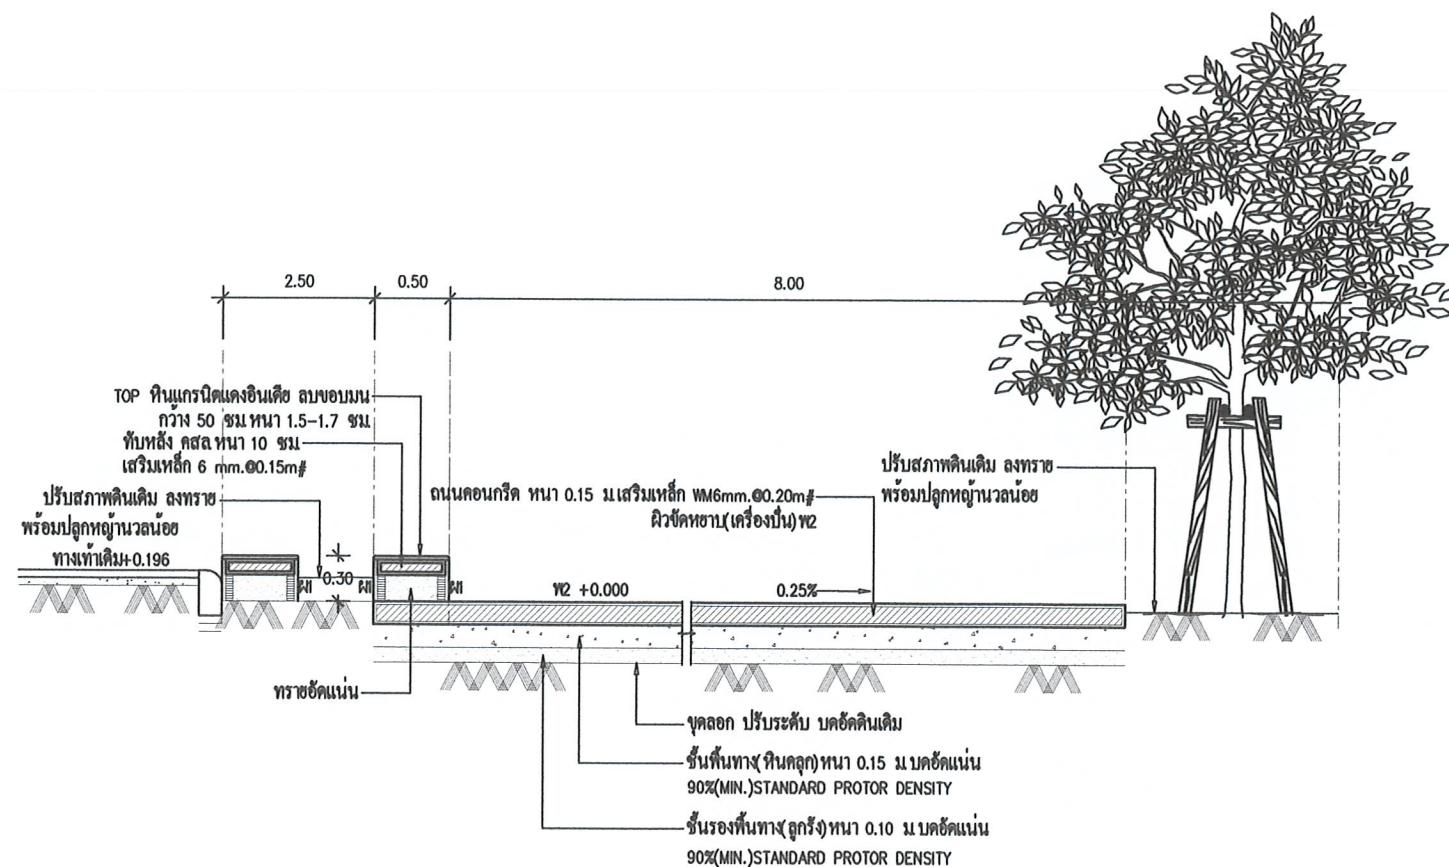 2.50
0.50
8.00
TOP หินแกรนิตแดงอินเดีย ลบขอบมน
กว้าง 50 ซม.หนา 1.5-1.7 ซม.
ทับหลัง คสล.หนา 10 ซม.
เสริมเหล็ก 6 mm.@0.15m#
ปรับสภาพดินเดิม ลงทราย
พร้อมปลูกหญ้านวลน้อย
ทางเท้าเดิม+0.196
ถนนคอนกรีต หนา 0.15 ม.เสริมเหล็ก WM6mm.@0.20m#
ผิวขัดหยาบ(เครื่องปั่น)พ2
ปรับสภาพดินเดิม ลงทราย
พร้อมปลูกหญ้านวลน้อย
0.30
ผ1
ผ1
ผ1
พ2 +0.000
0.25%
ทรายอัดแน่น
ขุดลอก ปรับระดับ บดอัดดินเดิม
ชั้นพื้นทาง(หินคลุก)หนา 0.15 ม.บดอัดแน่น
90%(MIN.)STANDARD PROTOR DENSITY
ชั้นรองพื้นทาง(ลูกรัง)หนา 0.10 ม.บดอัดแน่น
90%(MIN.)STANDARD PROTOR DENSITY